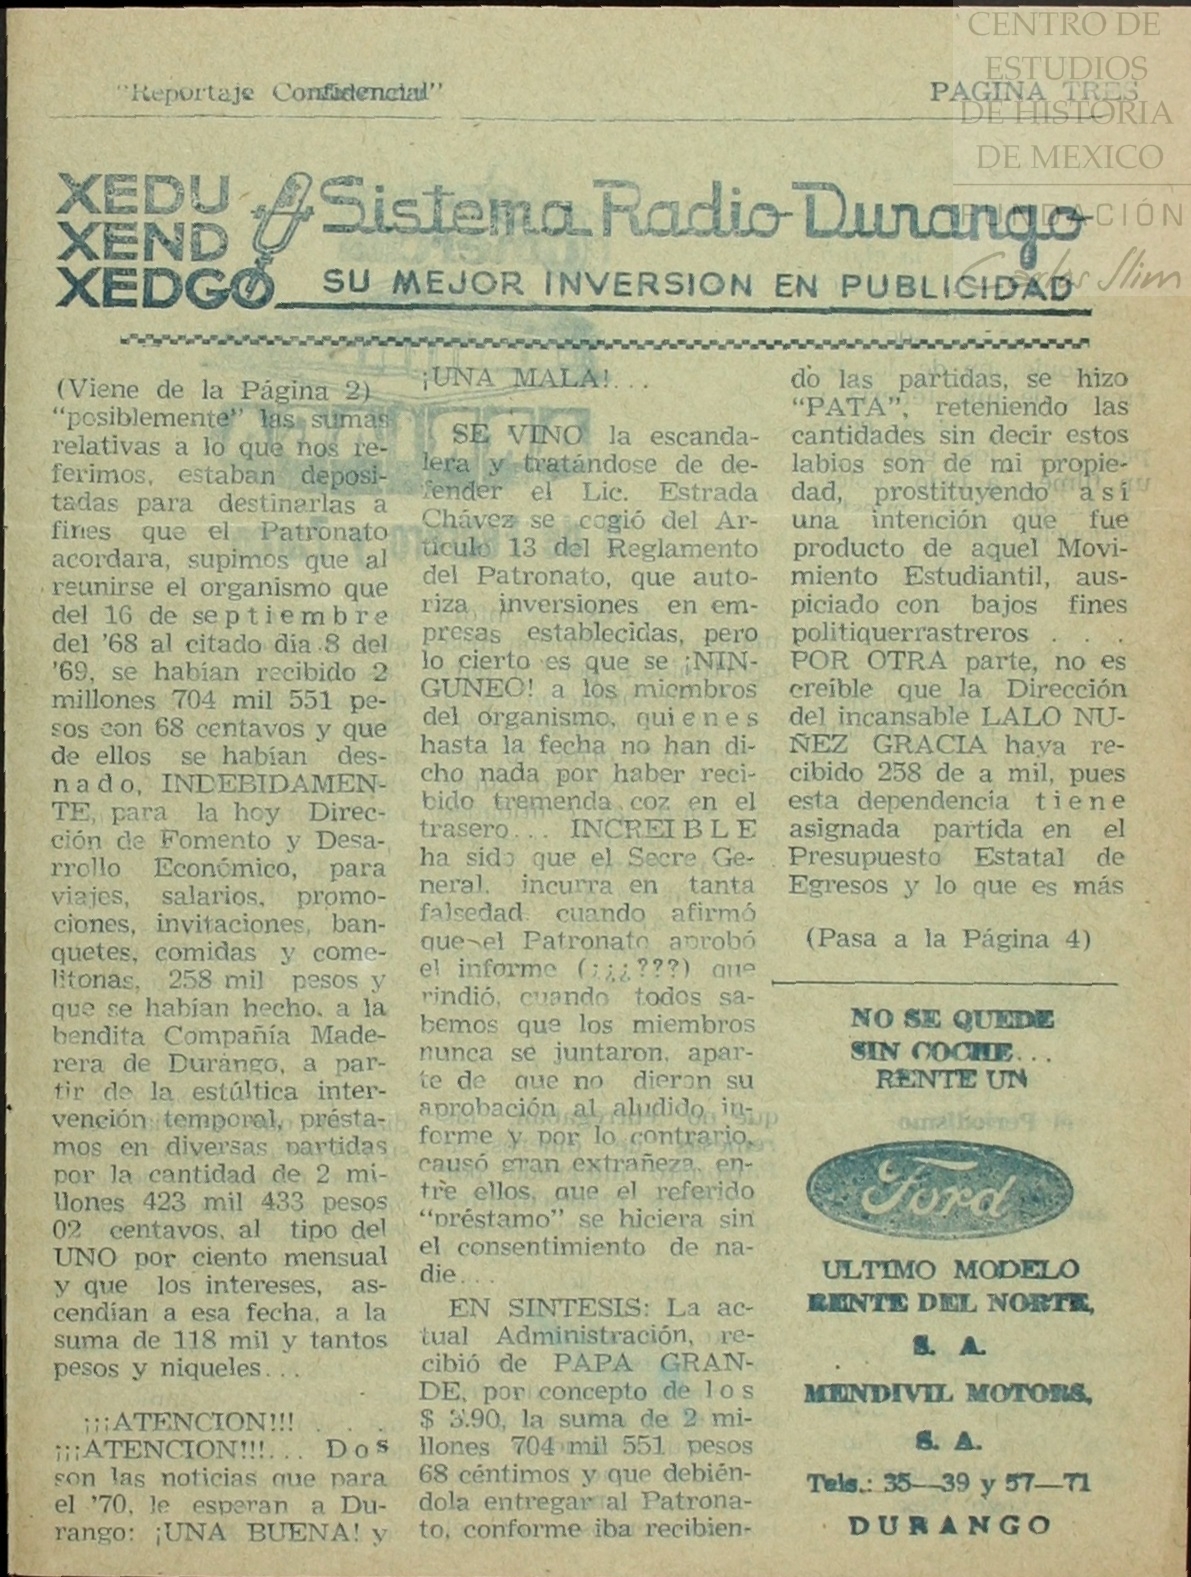 "Reportaje Confidencial"
PAGINA TRES
CENTRO DE
ESTUDIOS
DE HISTORIA
DE MEXICO
FUNDACIÓN
Carlos Slim
XEDU
XEND
XEDGO
Sistema Radio Durango
SU MEJOR INVERSION EN PUBLICIDAD
(Viene de la Página 2)
"posiblemente" las sumas
relativas a lo que nos re-
ferimos, estaban deposi-
tadas para destinarlas a
fines que el Patronato
acordara, supimos que al
reunirse el organismo que
del 16 de septiembre
del '68 al citado dia 8 del
'69, se habían recibido 2
millones 704 mil 551 pe-
sos con 68 centavos y que
de ellos se habían des-
nado, INDEBIDAMEN-
TE, para la hoy Direc-
ción de Fomento y Desa-
rrollo Económico, para
viajes, salarios, promo-
ciones, invitaciones, ban-
quetes, comidas y come-
litonas, 258 mil pesos y
que se habían hecho, a la
bendita Compañía Made-
rera de Durango, a par-
tir de la estúltica inter-
vención temporal, présta-
mos en diversas partidas
por la cantidad de 2 mi-
llones 423 mil 433 pesos
02 centavos, al tipo del
UNO por ciento mensual
y que los intereses, as-
cendían a esa fecha, a la
suma de 118 mil y tantos
pesos y niqueles...
¡¡¡ATENCION!!! . . .
¡¡¡ATENCION!!!... Dos
son las noticias que para
el '70, le esperan a Du-
rango: ¡UNA BUENA! y
¡UNA MALA!...
SE VINO la escanda-
lera y tratándose de de-
fender el Lic. Estrada
Chávez se cogió del Ar-
tículo 13 del Reglamento
del Patronato, que auto-
riza inversiones en em-
presas establecidas, pero
lo cierto es que se ¡NIN-
GUNEO! a los miembros
del organismo, quienes
hasta la fecha no han di-
cho nada por haber reci-
bido tremenda coz en el
trasero... INCREIBLE
ha sido que el Secre Ge-
neral, incurra en tanta
falsedad cuando afirmó
que el Patronato aprobó
el informe (¡¿¿???) que
rindió, cuando todos sa-
bemos que los miembros
nunca se juntaron, apar-
te de que no dieron su
aprobación al aludido in-
forme y por lo contrario,
causó gran extrañeza, en-
tre ellos, que el referido
"préstamo" se hiciera sin
el consentimiento de na-
die...
EN SINTESIS: La ac-
tual Administración, re-
cibió de PAPA GRAN-
DE, por concepto de los
$ 3.90, la suma de 2 mi-
llones 704 mil 551 pesos
68 céntimos y que debién-
dola entregar al Patrona-
to, conforme iba recibien-
do las partidas, se hizo
"PATA", reteniendo las
cantidades sin decir estos
labios son de mi propie-
dad, prostituyendo así
una intención que fue
producto de aquel Movi-
miento Estudiantil, aus-
piciado con bajos fines
politiquerrastreros . . .
POR OTRA parte, no es
creíble que la Dirección
del incansable LALO NU-
ÑEZ GRACIA haya re-
cibido 258 de a mil, pues
esta dependencia tiene
asignada partida en el
Presupuesto Estatal de
Egresos y lo que es más
(Pasa a la Página 4)
NO SE QUEDE
SIN COCHE...
RENTE UN
Ford
ULTIMO MODELO
RENTE DEL NORTE,
S. A.
MENDIVIL MOTORS,
S. A.
Tels.: 35—39 y 57—71
DURANGO